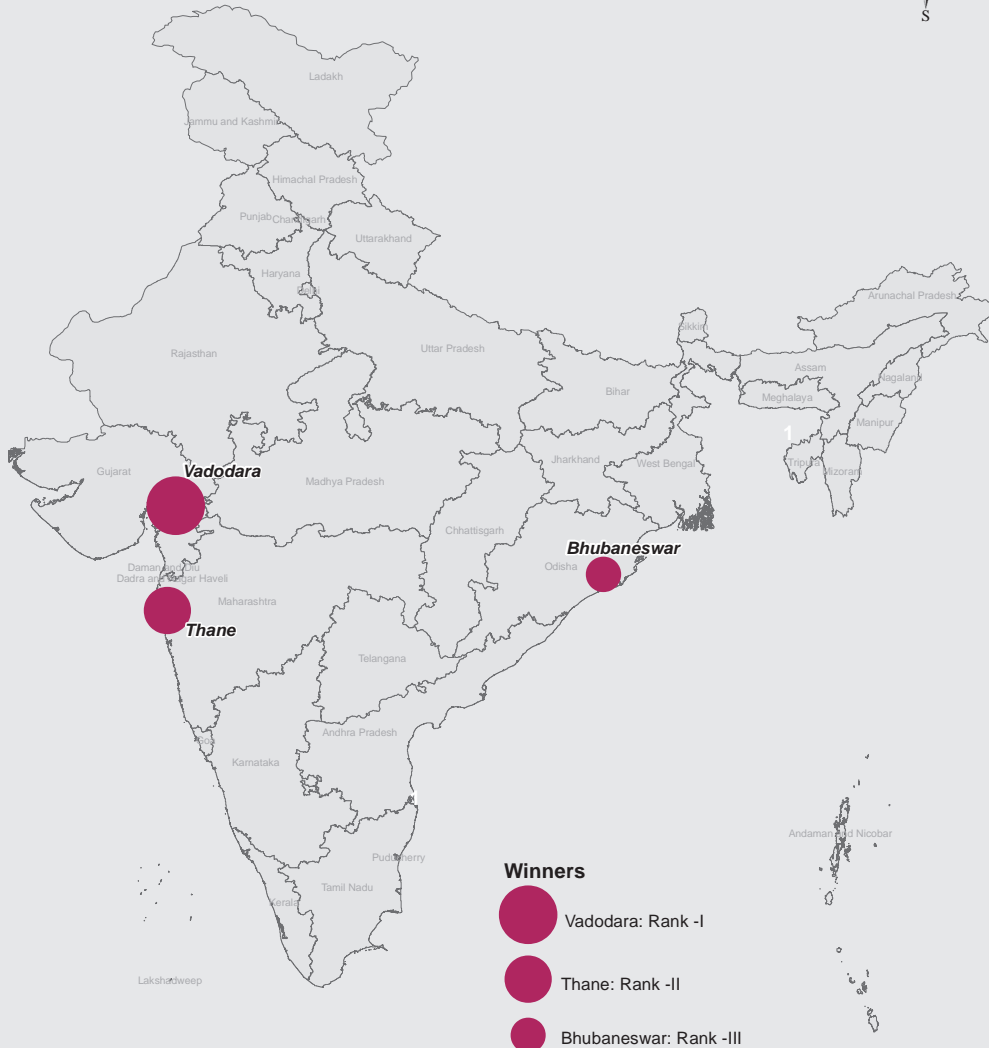 S
Ladakh
Jammu and Kashmir
Himachal Pradesh
Punjab
Chandigarh
Uttarakhand
Haryana
Delhi
Arunachal Pradesh
Sikkim
Rajasthan
Uttar Pradesh
Assam
Nagaland
Bihar
Meghalaya
Manipur
1
Jharkhand
West Bengal
Tripura
Mizoram
Gujarat
Vadodara
Madhya Pradesh
Chhattisgarh
Bhubaneswar
Odisha
Daman and Diu
Dadra and Nagar Haveli
Maharashtra
Thane
Telangana
Andhra Pradesh
Goa
Karnataka
1
Andaman and Nicobar
Puducherry
Tamil Nadu
Kerala
Lakshadweep
Winners
Vadodara: Rank -I
Thane: Rank -II
Bhubaneswar: Rank -III